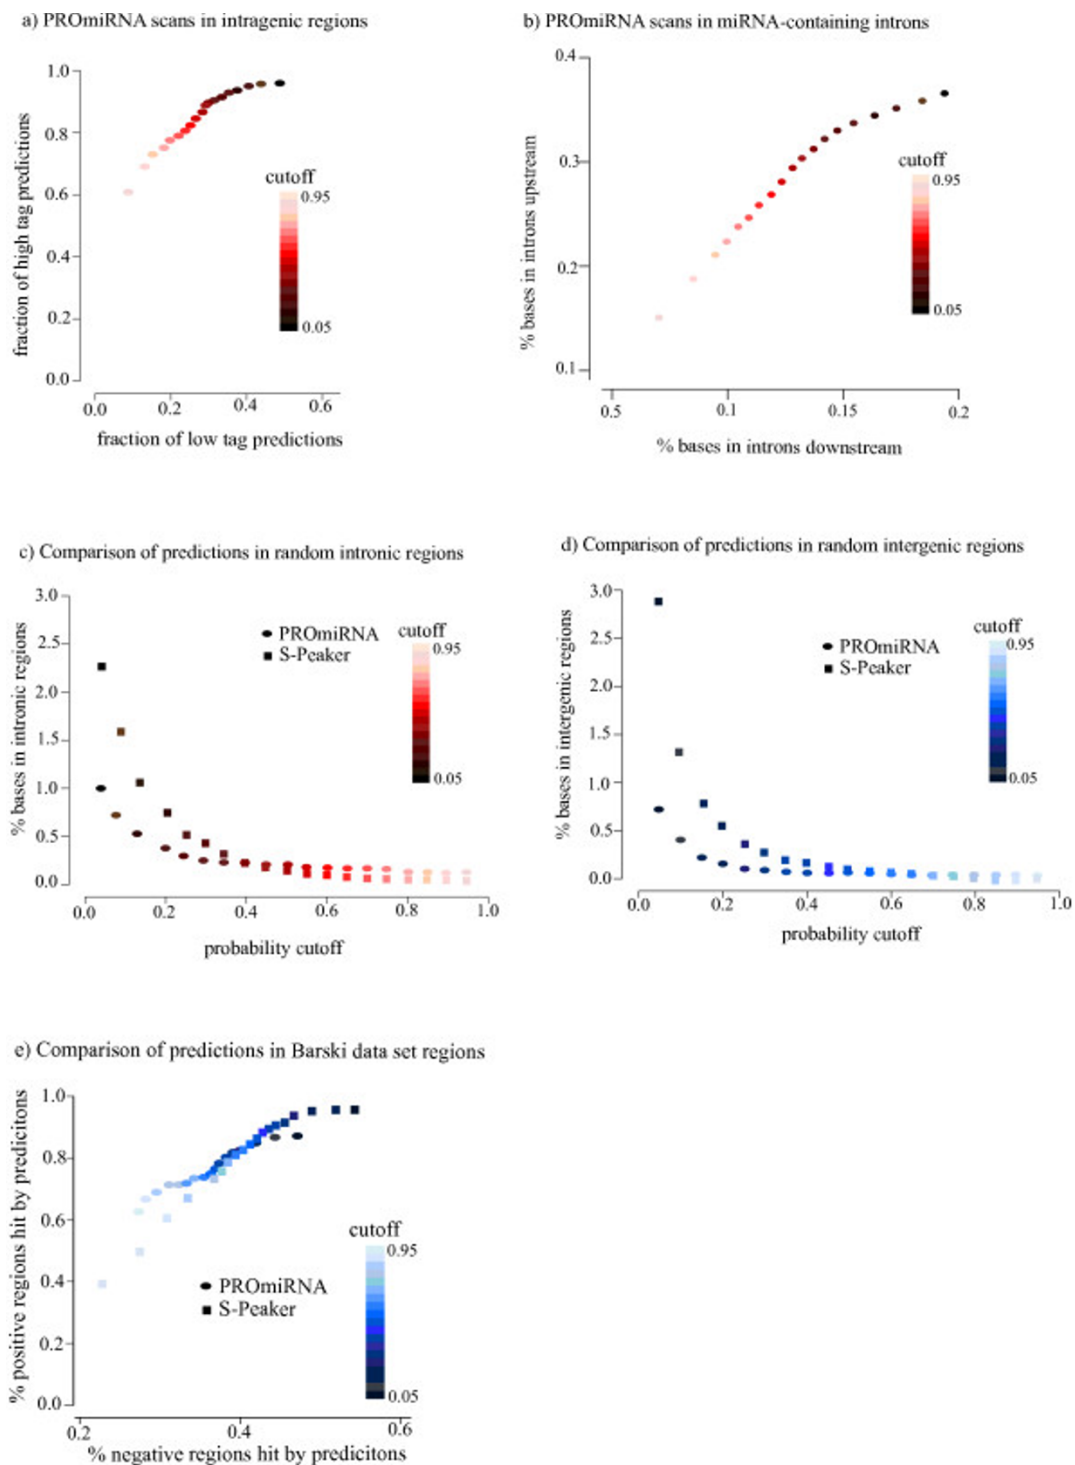 a) PROmiRNA scans in intragenic regions
1.0
0.8
0.6
0.4
0.2
0.0
fraction of high tag predictions
cutoff
0.95
0.05
0.0 0.2 0.4 0.6
fraction of low tag predictions
b) PROmiRNA scans in miRNA-containing introns
0.4
0.3
0.2
0.1
% bases in introns upstream
cutoff
0.95
0.05
0.5 0.1 0.15 0.2
% bases in introns downstream
c) Comparison of predictions in random intronic regions
3.0
2.5
2.0
1.5
1.0
0.5
0.0
% bases in intronic regions
PROmiRNA
S-Peaker
cutoff
0.95
0.05
0.0 0.2 0.4 0.6 0.8 1.0
probability cutoff
d) Comparison of predictions in random intergenic regions
3.0
2.5
2.0
1.5
1.0
0.5
0.0
% bases in intergenic regions
PROmiRNA
S-Peaker
cutoff
0.95
0.05
0.0 0.2 0.4 0.6 0.8 1.0
probability cutoff
e) Comparison of predictions in Barski data set regions
1.0
0.8
0.6
0.4
0.2
0.0
% positive regions hit by predicitons
PROmiRNA
S-Peaker
cutoff
0.95
0.05
0.2 0.4 0.6
% negative regions hit by predicitons